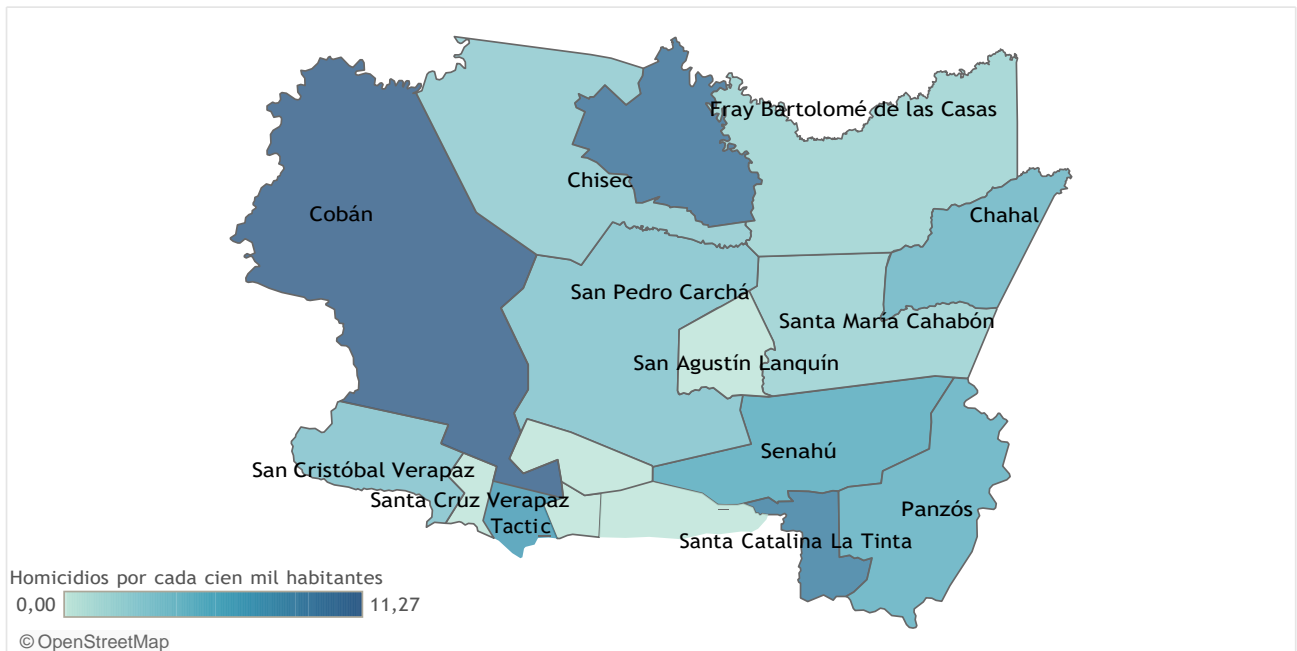 Fray Bartolomé de las Casas
Chisec
Cobán
Chahal
San Pedro Carchá
Santa María Cahabón
San Agustín Lanquín
Senahú
San Cristóbal Verapaz
Santa Cruz Verapaz
Panzós
Tactic
Santa Catalina La Tinta
Homicidios por cada cien mil habitantes
0,00 11,27
© OpenStreetMap